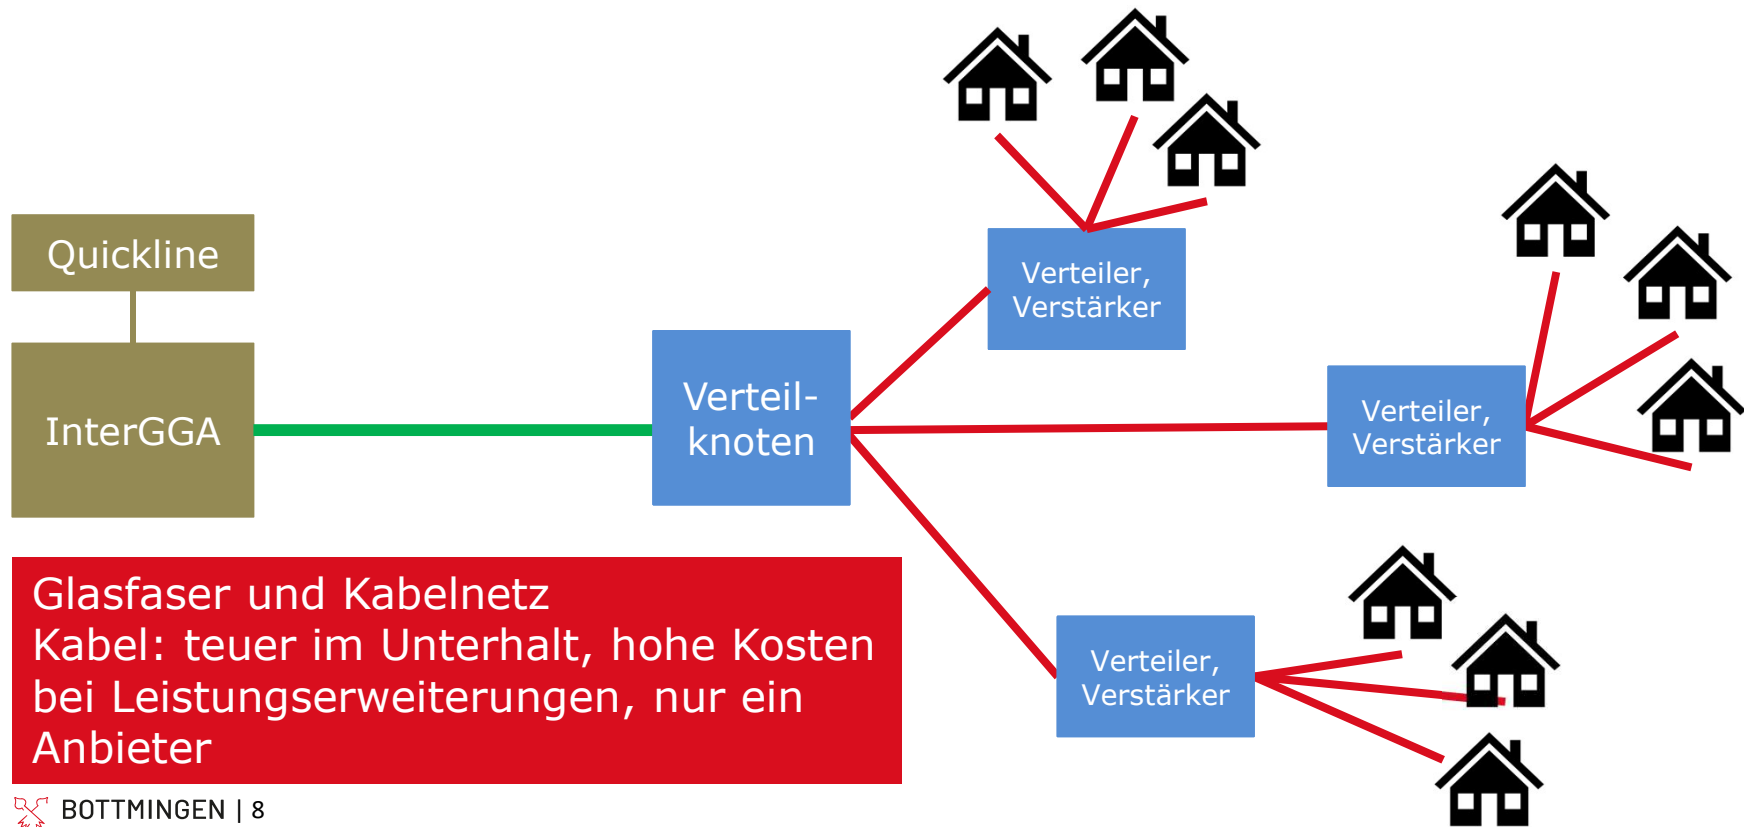 Quickline
InterGGA
Verteil-
knoten
Verteiler,
Verstärker
Verteiler,
Verstärker
Verteiler,
Verstärker
Glasfaser und Kabelnetz
Kabel: teuer im Unterhalt, hohe Kosten
bei Leistungserweiterungen, nur ein
Anbieter
BOTTMINGEN | 8